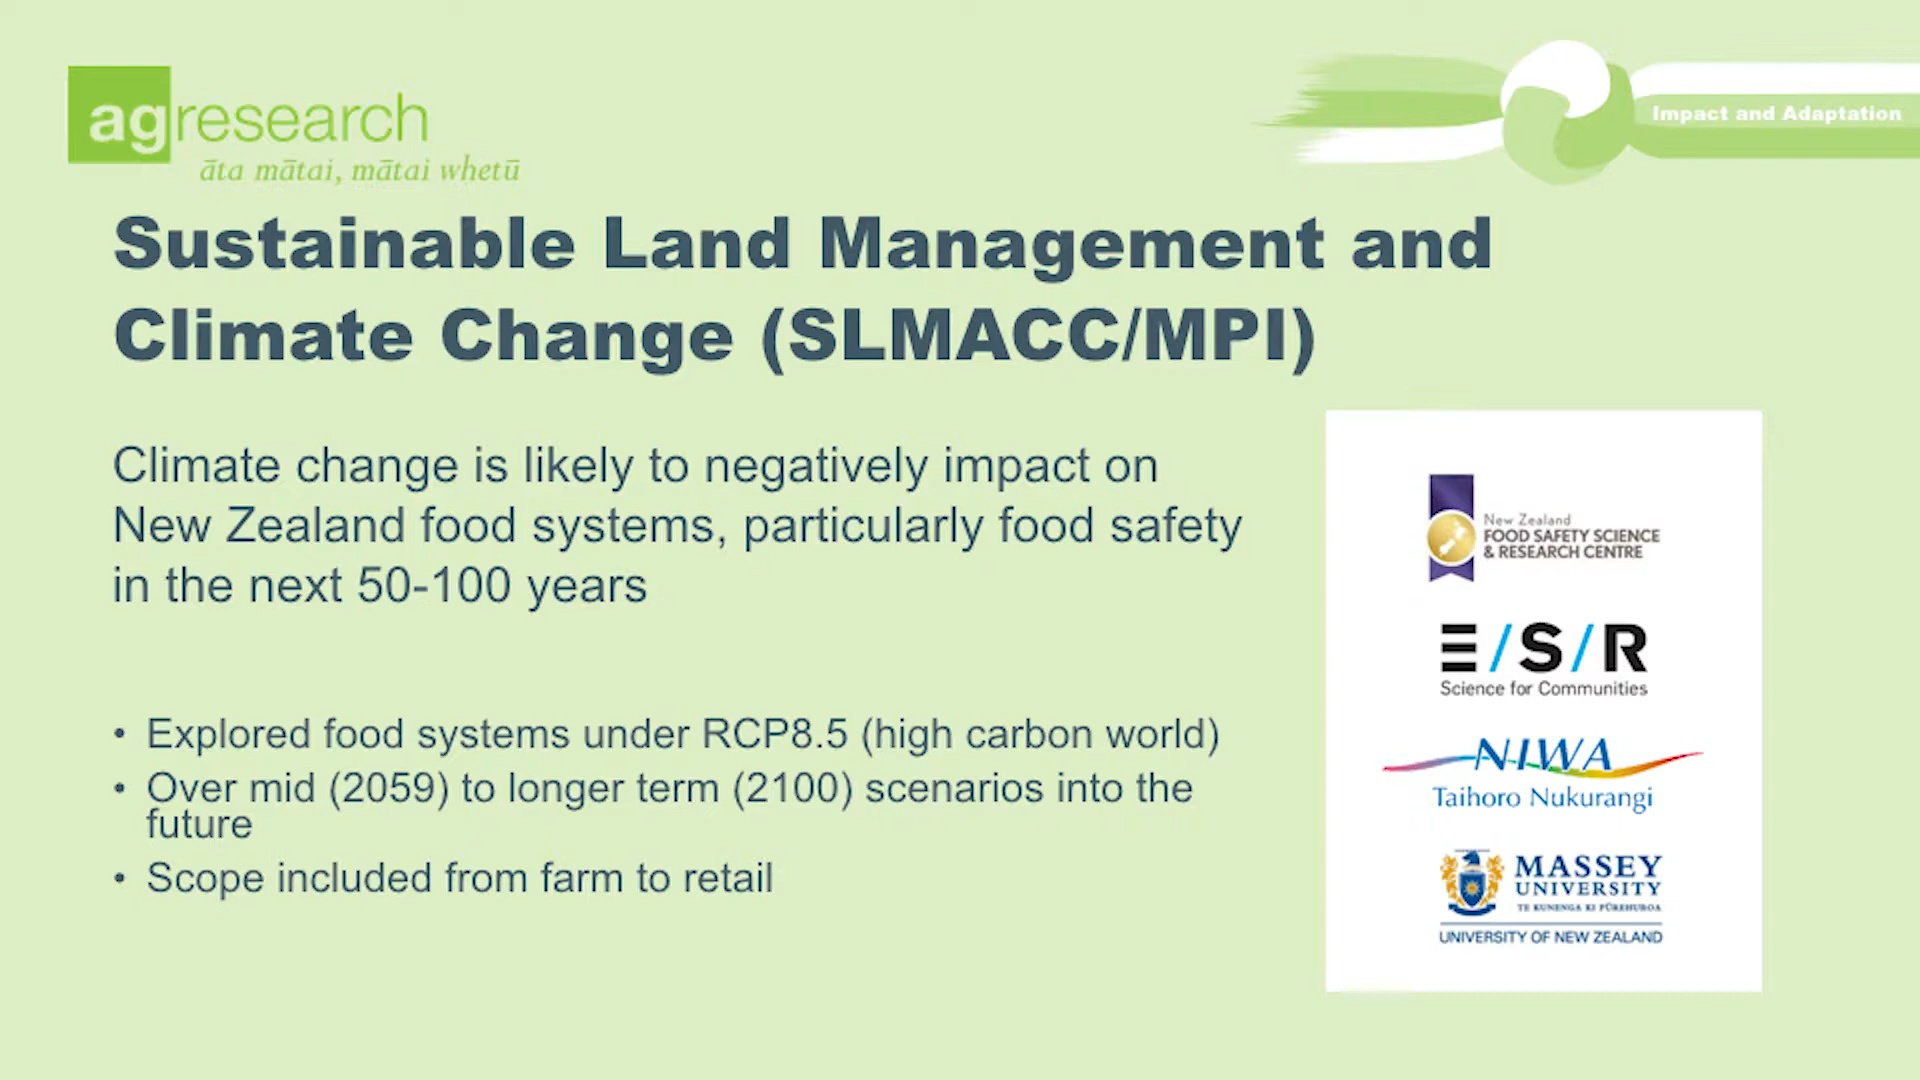 agresearch
āta mātai, mātai whetū
Impact and Adaptation
Sustainable Land Management and
Climate Change (SLMACC/MPI)
Climate change is likely to negatively impact on
New Zealand food systems, particularly food safety
in the next 50-100 years
• Explored food systems under RCP8.5 (high carbon world)
• Over mid (2059) to longer term (2100) scenarios into the
future
• Scope included from farm to retail
New Zealand
FOOD SAFETY SCIENCE
& RESEARCH CENTRE
E/S/R
Science for Communities
NIWA
Taihoro Nukurangi
MASSEY
UNIVERSITY
TE KUNENGA KI PŪREHUROA
UNIVERSITY OF NEW ZEALAND